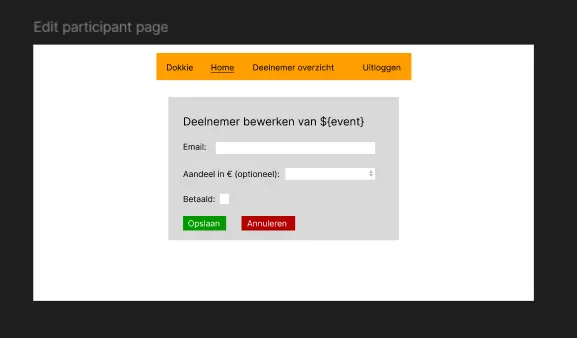 Edit participant page
Dokkie Home Deelnemer overzicht Uitloggen
Deelnemer bewerken van ${event}
Email:
Aandeel in € (optioneel):
Betaald:
Opslaan Annuleren